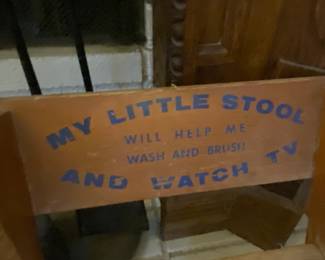 MY LITTLE STOOL
WILL HELP ME
WASH AND BRUSH
AND WATCH TV